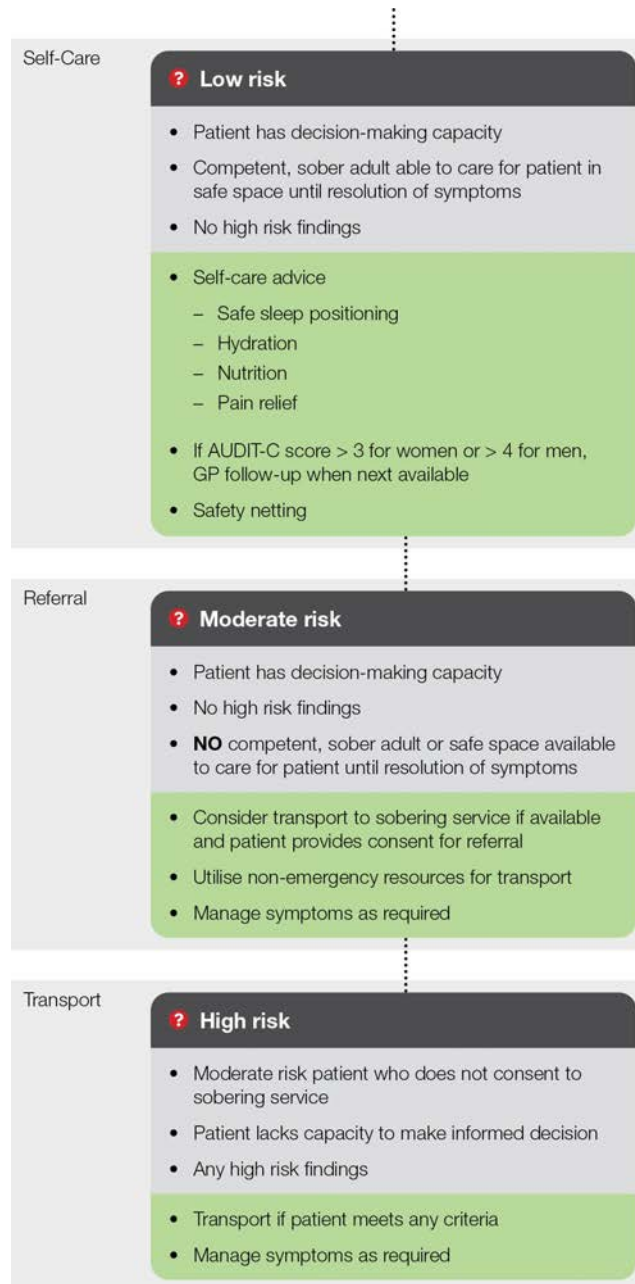 Self-Care
? Low risk
• Patient has decision-making capacity
• Competent, sober adult able to care for patient in
safe space until resolution of symptoms
• No high risk findings
• Self-care advice
– Safe sleep positioning
– Hydration
– Nutrition
– Pain relief
• If AUDIT-C score > 3 for women or > 4 for men,
GP follow-up when next available
• Safety netting
Referral
? Moderate risk
• Patient has decision-making capacity
• No high risk findings
• NO competent, sober adult or safe space available
to care for patient until resolution of symptoms
• Consider transport to sobering service if available
and patient provides consent for referral
• Utilise non-emergency resources for transport
• Manage symptoms as required
Transport
? High risk
• Moderate risk patient who does not consent to
sobering service
• Patient lacks capacity to make informed decision
• Any high risk findings
• Transport if patient meets any criteria
• Manage symptoms as required